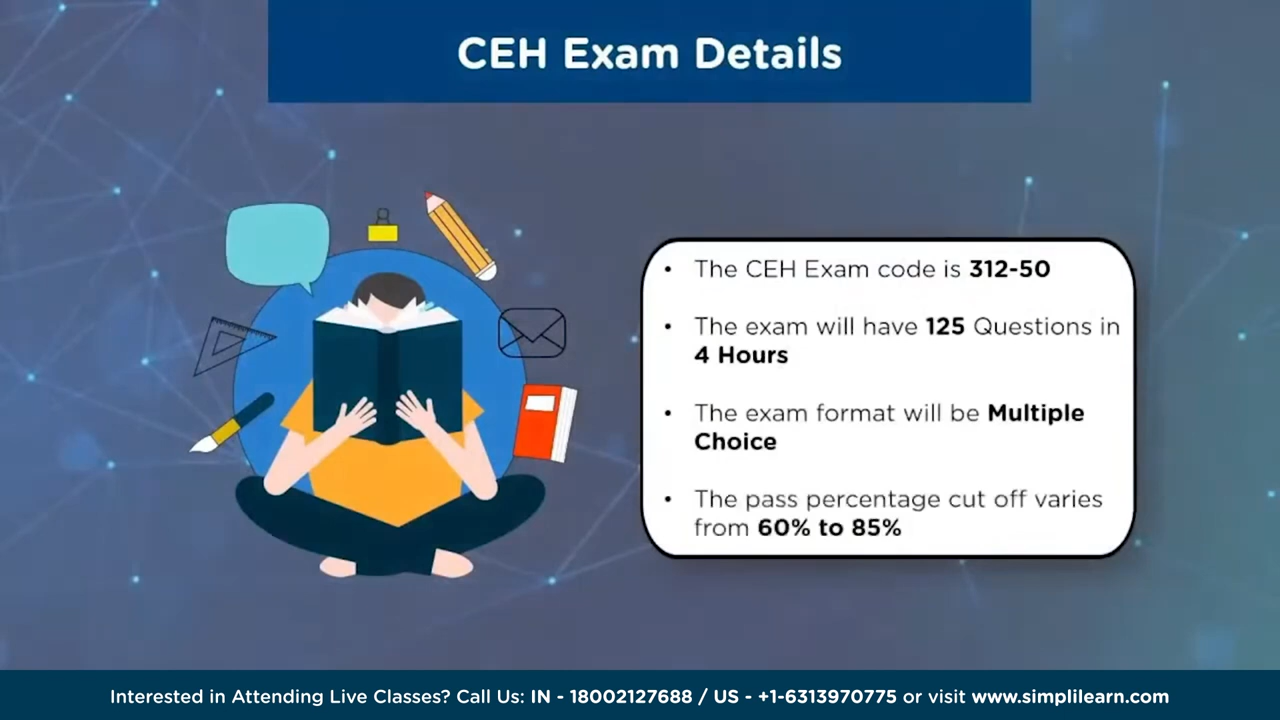 CEH Exam Details
• The CEH Exam code is 312-50
• The exam will have 125 Questions in
4 Hours
• The exam format will be Multiple
Choice
• The pass percentage cut off varies
from 60% to 85%
Interested in Attending Live Classes? Call Us: IN - 18002127688 / US - +1-6313970775 or visit www.simplilearn.com